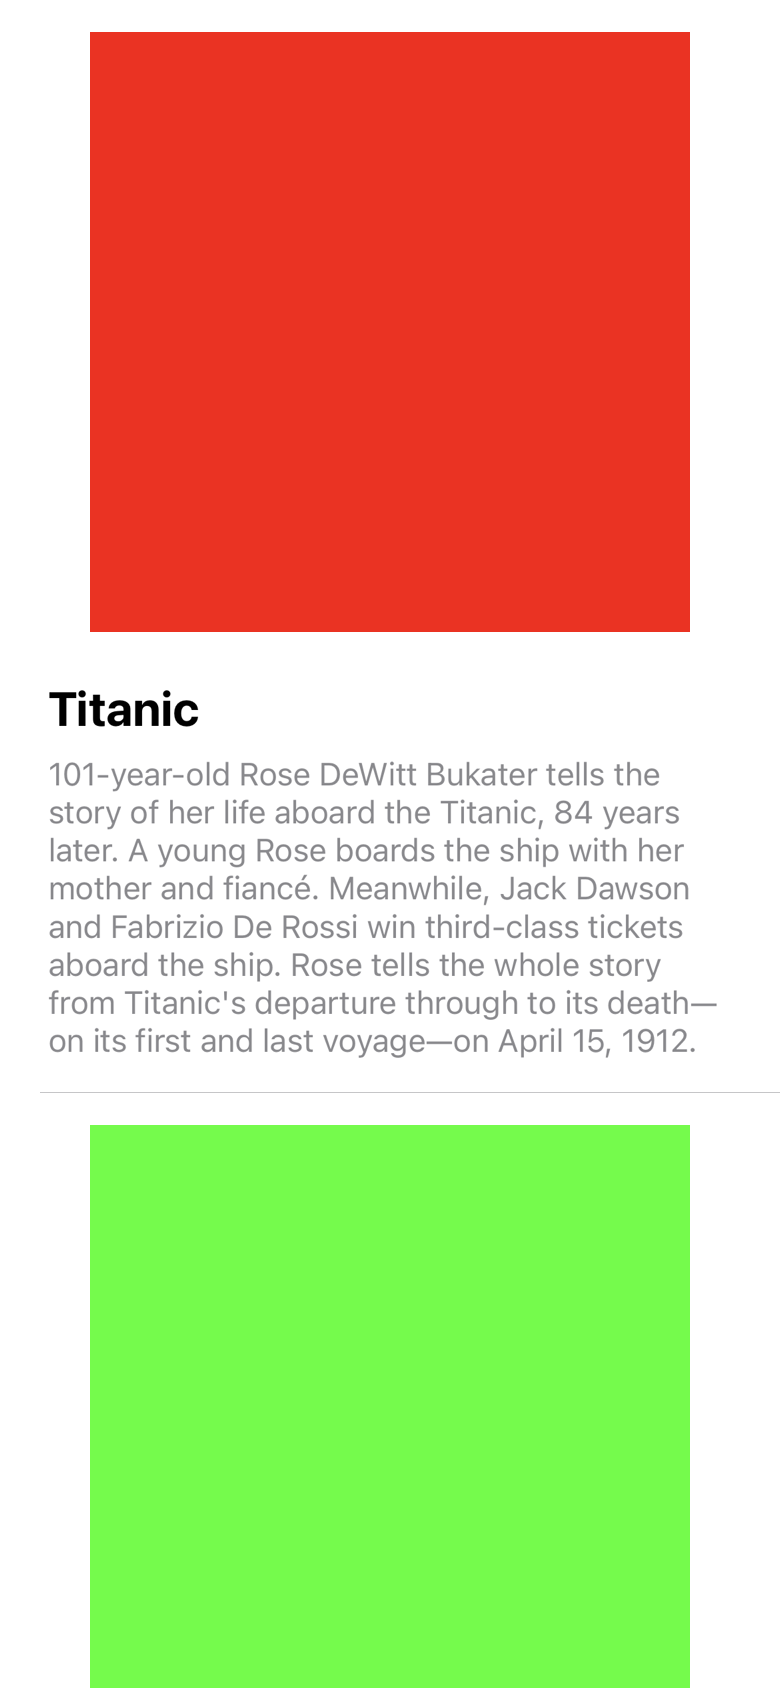 Titanic
101-year-old Rose DeWitt Bukater tells the
story of her life aboard the Titanic, 84 years
later. A young Rose boards the ship with her
mother and fiancé. Meanwhile, Jack Dawson
and Fabrizio De Rossi win third-class tickets
aboard the ship. Rose tells the whole story
from Titanic's departure through to its death—
on its first and last voyage—on April 15, 1912.